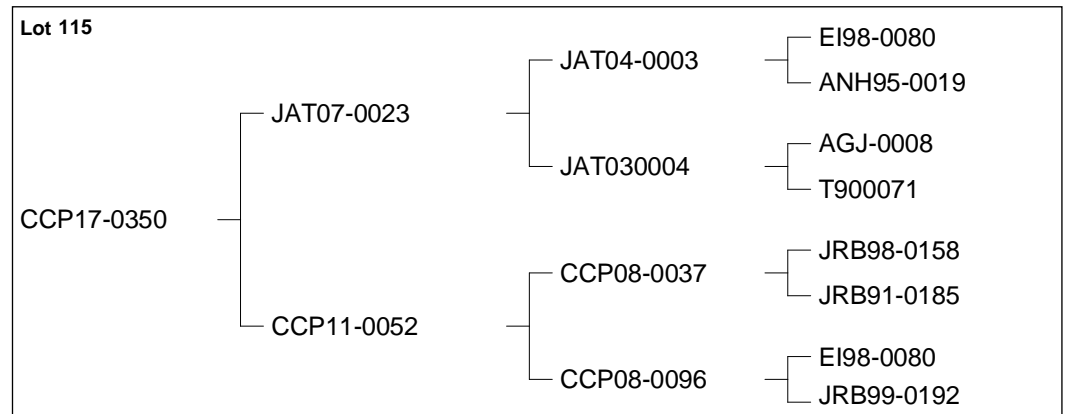 Lot 115
EI98-0080
JAT04-0003
ANH95-0019
JAT07-0023
AGJ-0008
JAT030004
T900071
CCP17-0350
JRB98-0158
CCP08-0037
JRB91-0185
CCP11-0052
EI98-0080
CCP08-0096
JRB99-0192